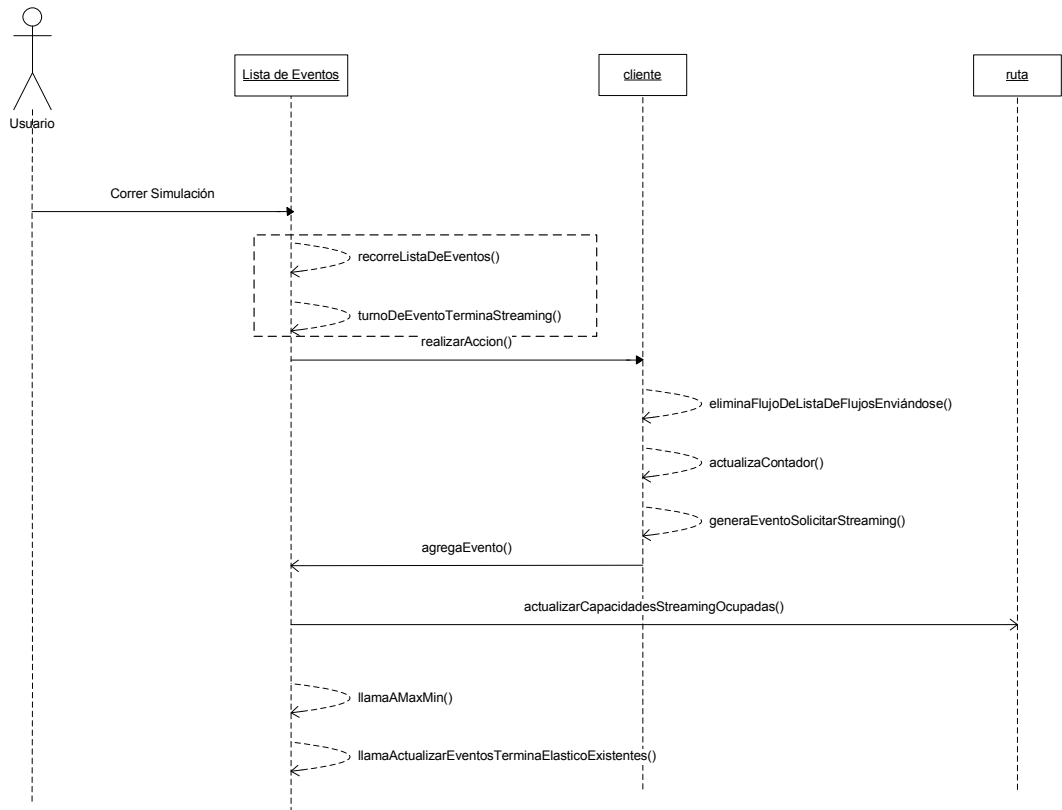 Lista de Eventos
cliente
ruta
Usuario
Correr Simulación
recorreListaDeEventos()
turnoDeEventoTerminaStreaming()
realizarAccion()
eliminaFlujoDeListaDeFlujosEnviándose()
actualizaContador()
generaEventoSolicitarStreaming()
agregaEvento()
actualizarCapacidadesStreamingOcupadas()
llamaAMaxMin()
llamaActualizarEventosTerminaElasticoExistentes()